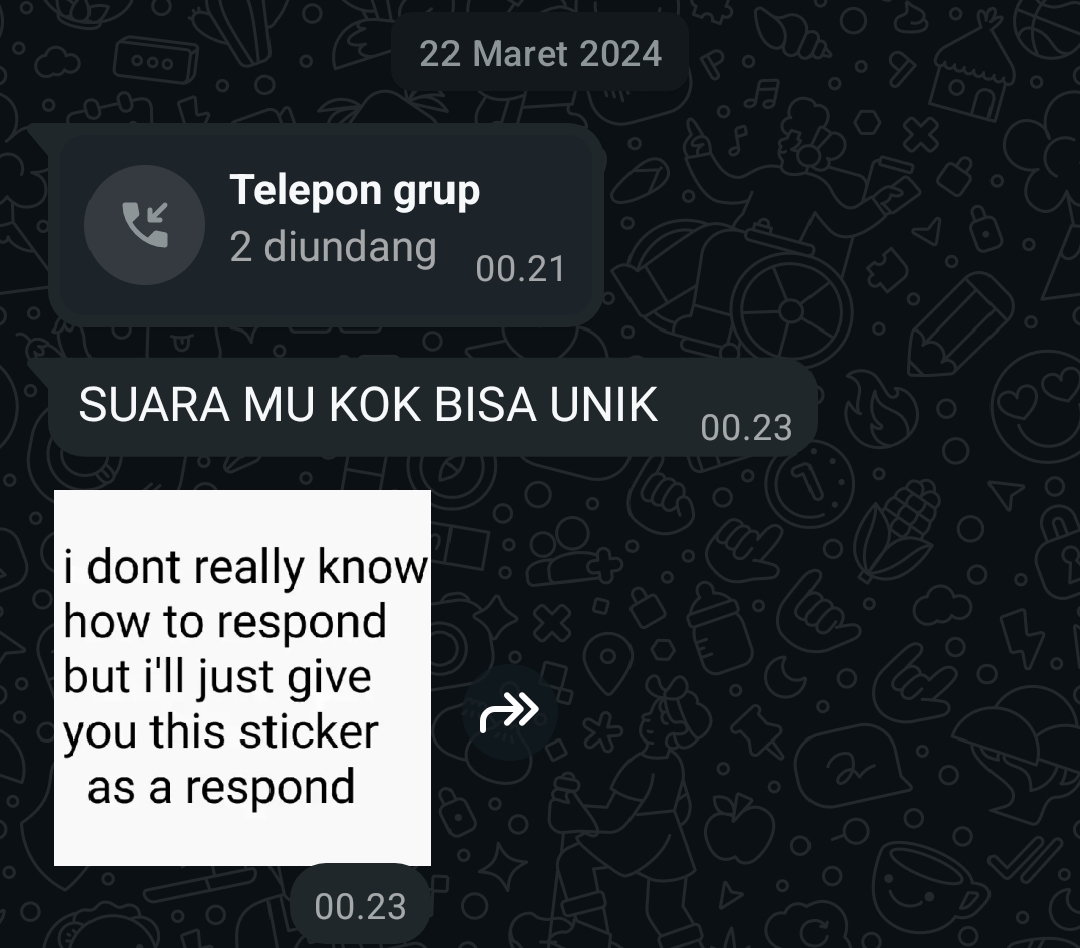 22 Maret 2024
Telepon grup
2 diundang
00.21
SUARA MU KOK BISA UNIK
00.23
i dont really know
how to respond
but i'll just give
you this sticker
as a respond
00.23